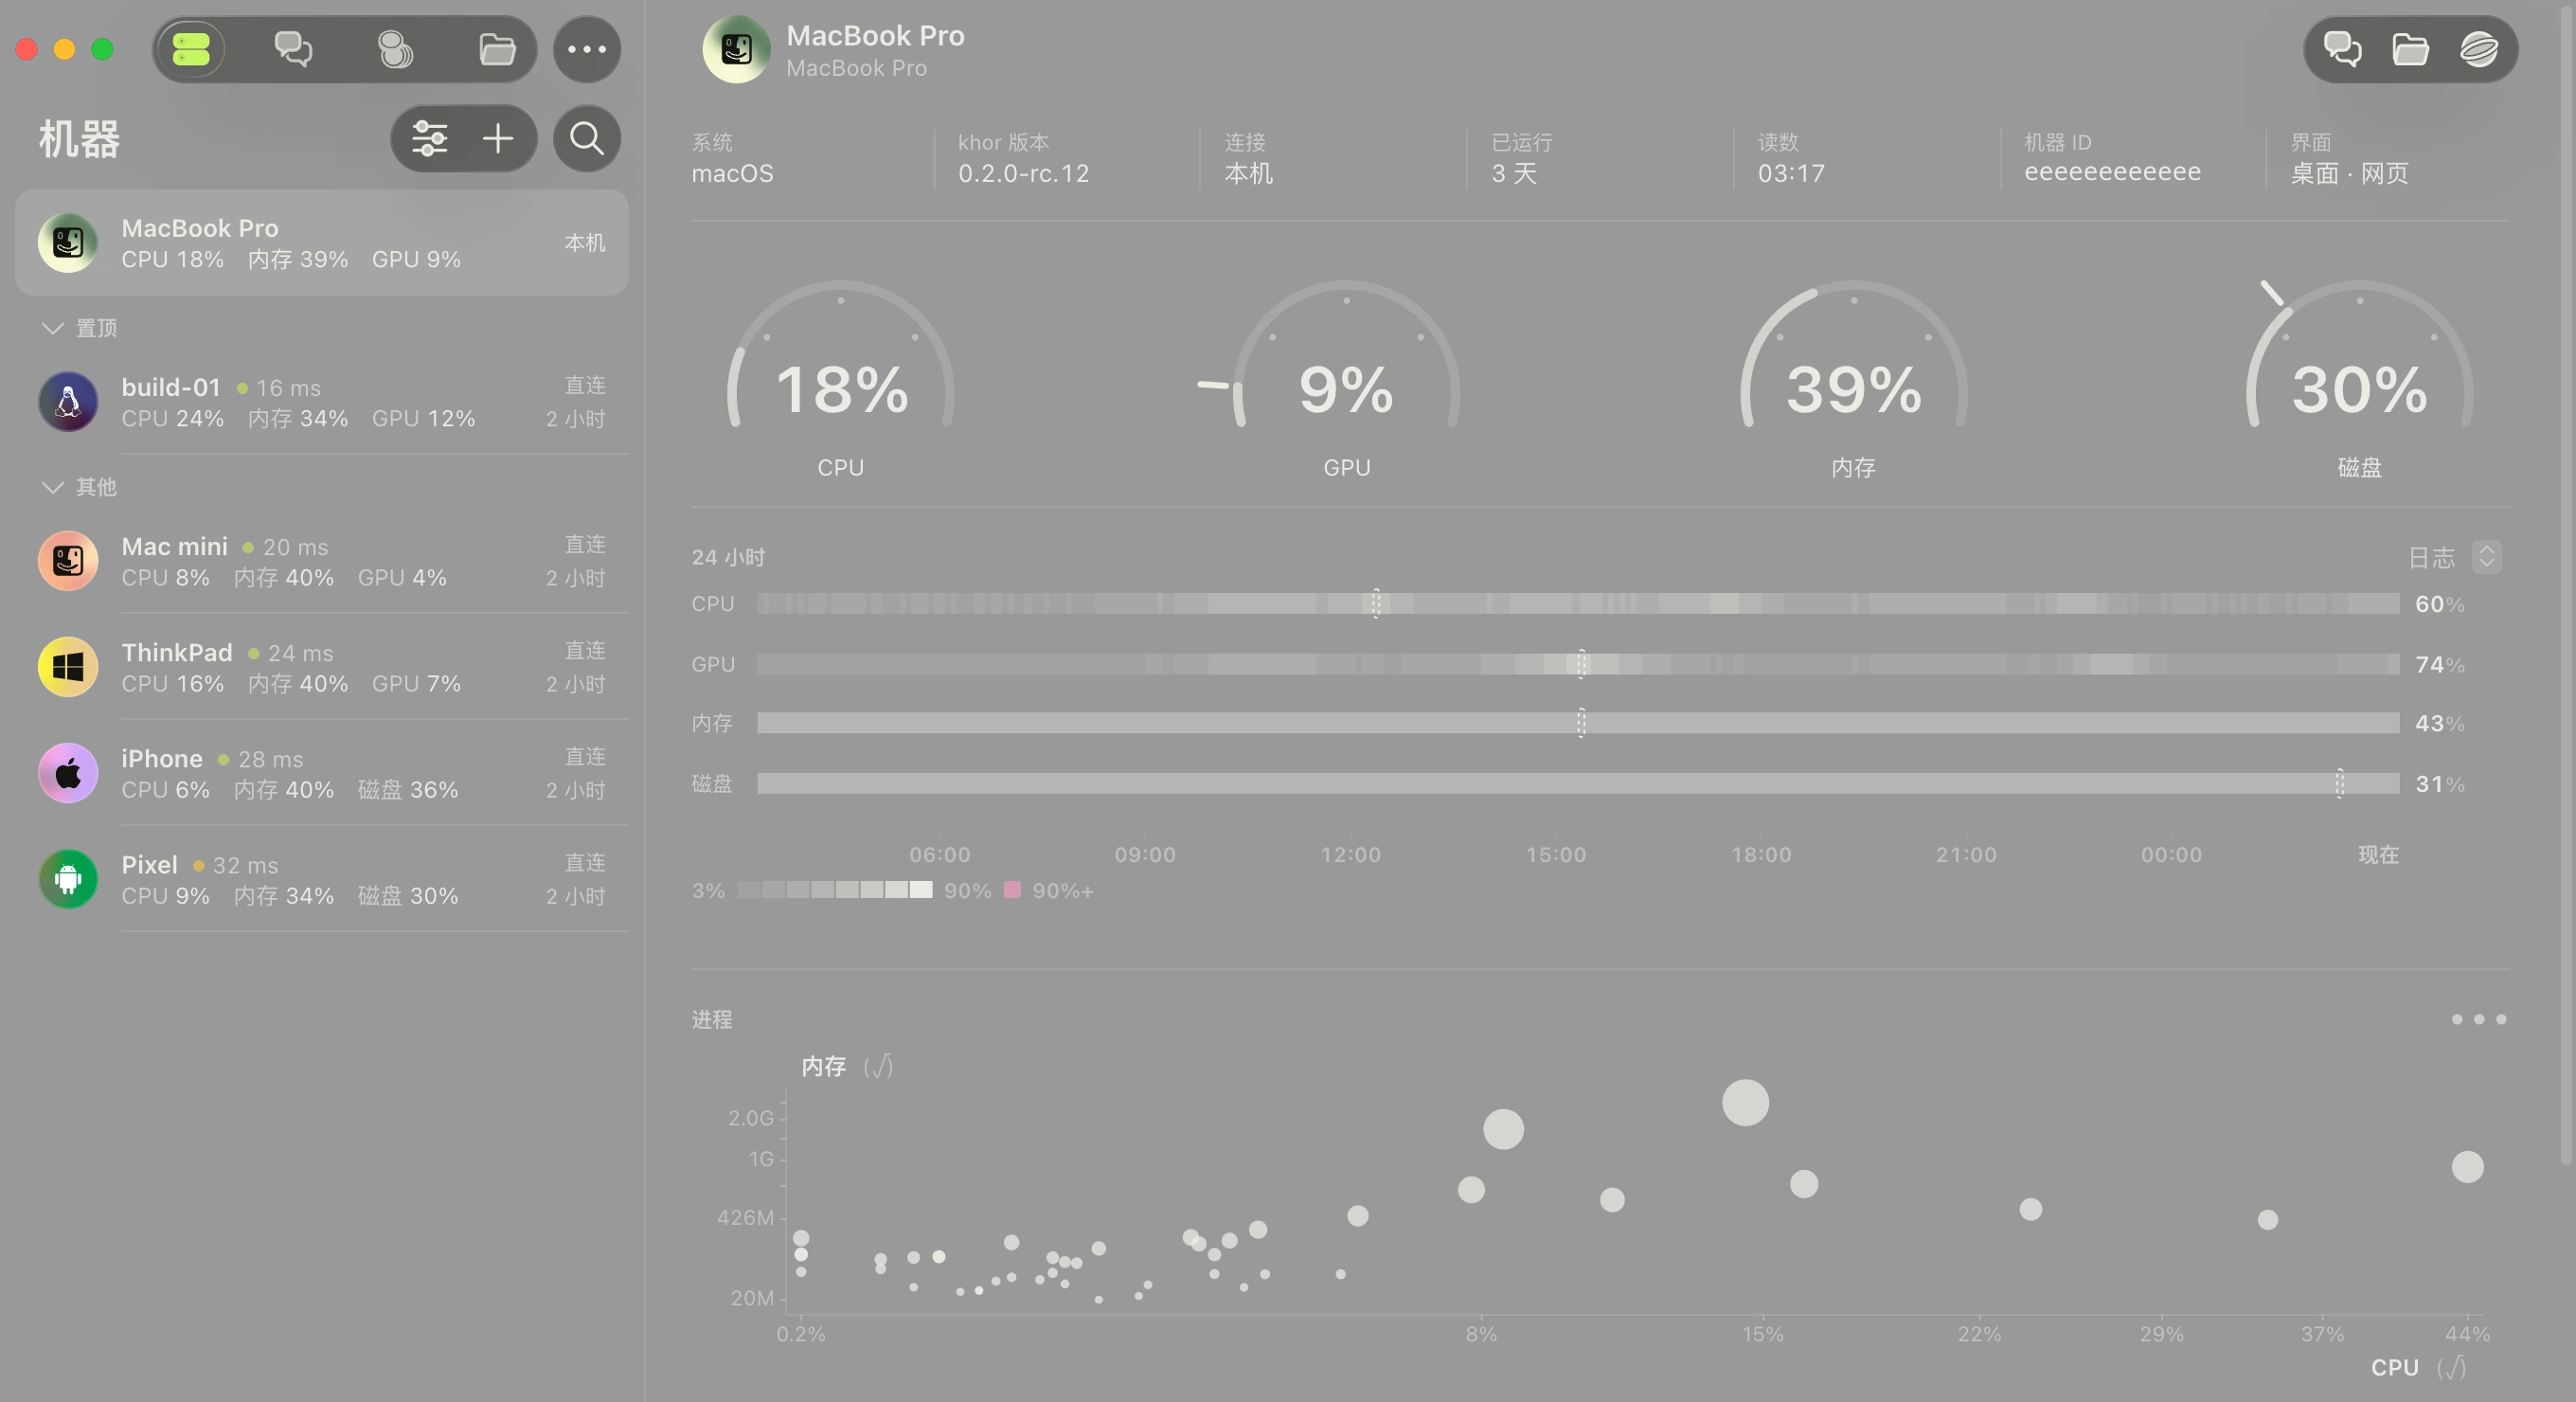 机器
MacBook Pro
CPU 18% 内存 39% GPU 9%
本机
置顶
build-01 16 ms 直连
CPU 24% 内存 34% GPU 12% 2 小时
其他
Mac mini 20 ms 直连
CPU 8% 内存 40% GPU 4% 2 小时
ThinkPad 24 ms 直连
CPU 16% 内存 40% GPU 7% 2 小时
iPhone 28 ms 直连
CPU 6% 内存 40% 磁盘 36% 2 小时
Pixel 32 ms 直连
CPU 9% 内存 34% 磁盘 30% 2 小时
MacBook Pro
MacBook Pro
系统 khor 版本 连接 已运行 读数 机器 ID 界面
macOS 0.2.0-rc.12 本机 3 天 03:17 eeeeeeeeeeee 桌面 · 网页
18% 9% 39% 30%
CPU GPU 内存 磁盘
24 小时 日志
CPU 60%
GPU 74%
内存 43%
磁盘 31%
06:00 09:00 12:00 15:00 18:00 21:00 00:00 现在
3% 90% 90%+
进程
内存 (√)
2.0G
1G
426M
20M
0.2% 8% 15% 22% 29% 37% 44%
CPU (√)